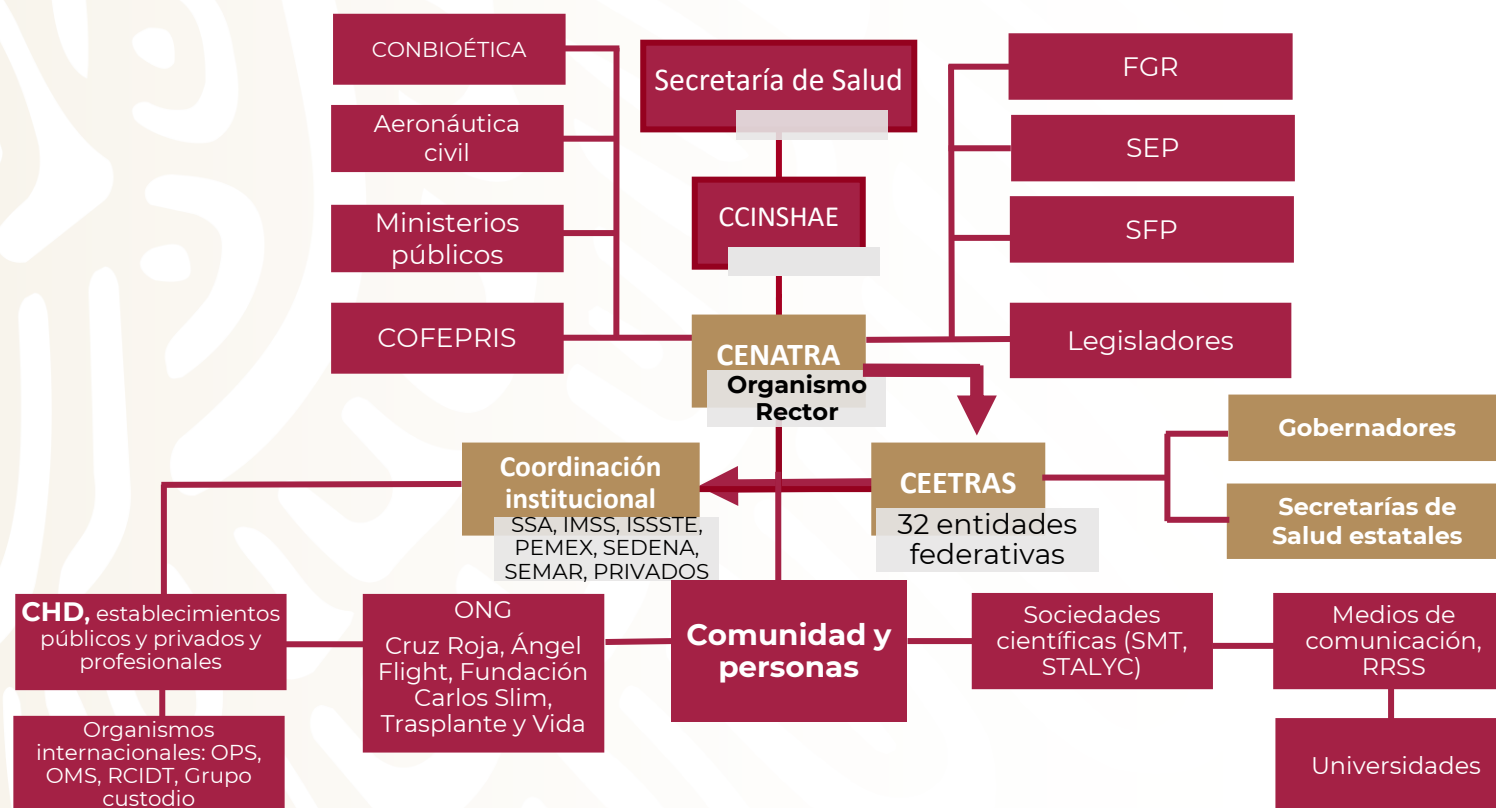 CONBIOÉTICA
Aeronáutica
civil
Ministerios
públicos
COFEPRIS
Secretaría de Salud
CCINSHAE
CENATRA
Organismo
Rector
FGR
SEP
SFP
Legisladores
Coordinación
institucional
SSA, IMSS, ISSSTE,
PEMEX, SEDENA,
SEMAR, PRIVADOS
CEETRAS
32 entidades
federativas
Gobernadores
Secretarías de
Salud estatales
CHD, establecimientos
públicos y privados y
profesionales
Organismos
internacionales: OPS,
OMS, RCIDT, Grupo
custodio
ONG
Cruz Roja, Ángel
Flight, Fundación
Carlos Slim,
Trasplante y Vida
Comunidad y
personas
Sociedades
científicas (SMT,
STALYC)
Medios de
comunicación,
RRSS
Universidades